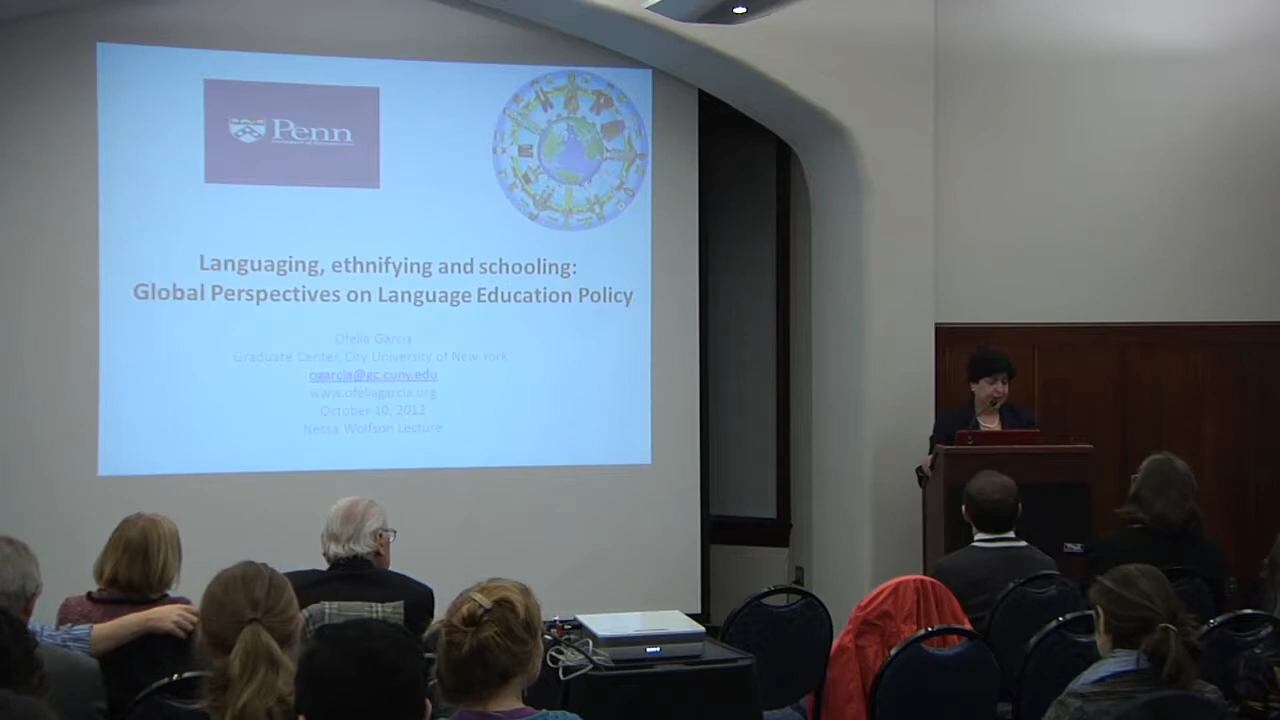 Penn
Languaging, ethnifying and schooling:
Global Perspectives on Language Education Policy
Ofelia Garcia
Graduate Center, City University of New York
ogarcia@gc.cuny.edu
www.ofeliagarcia.org
October 10, 2012
Nessa Wolfson Lecture